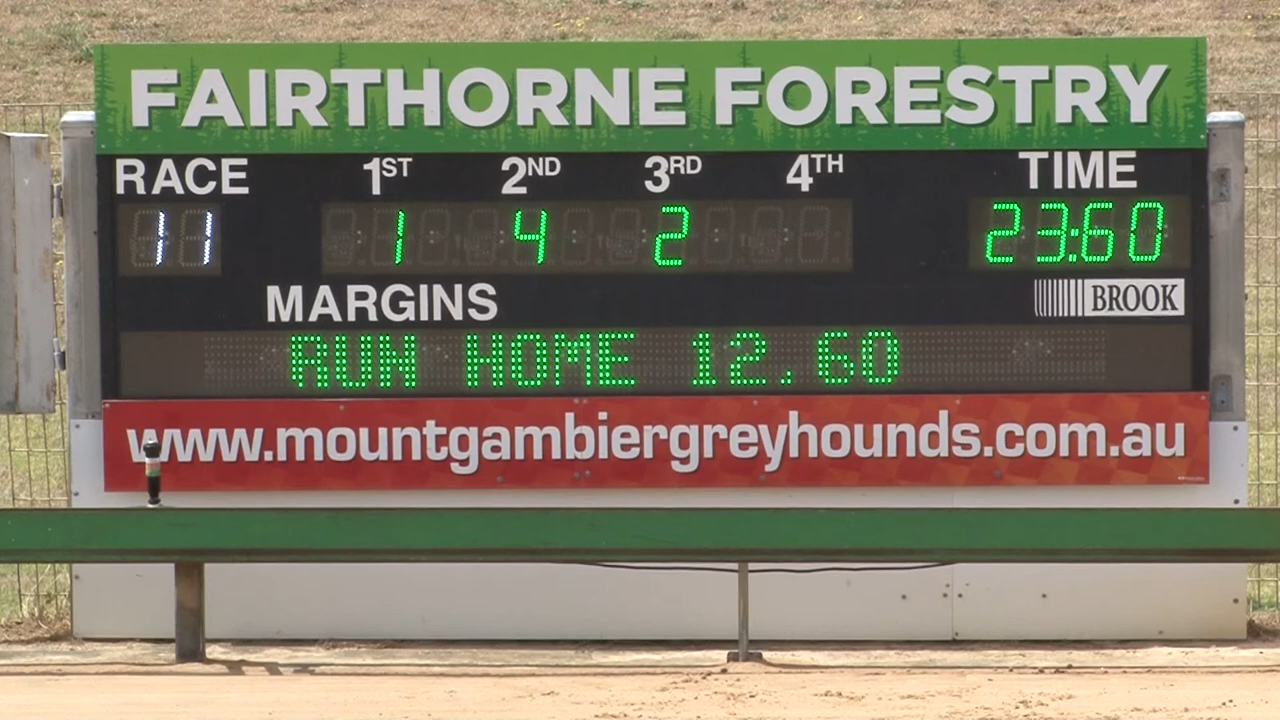 FAIRTHORNE FORESTRY
RACE 1ST 2ND 3RD 4TH TIME
11 1 4 2 23:60
MARGINS BROOK
RUN HOME 12.60
www.mountgambiergreyhounds.com.au